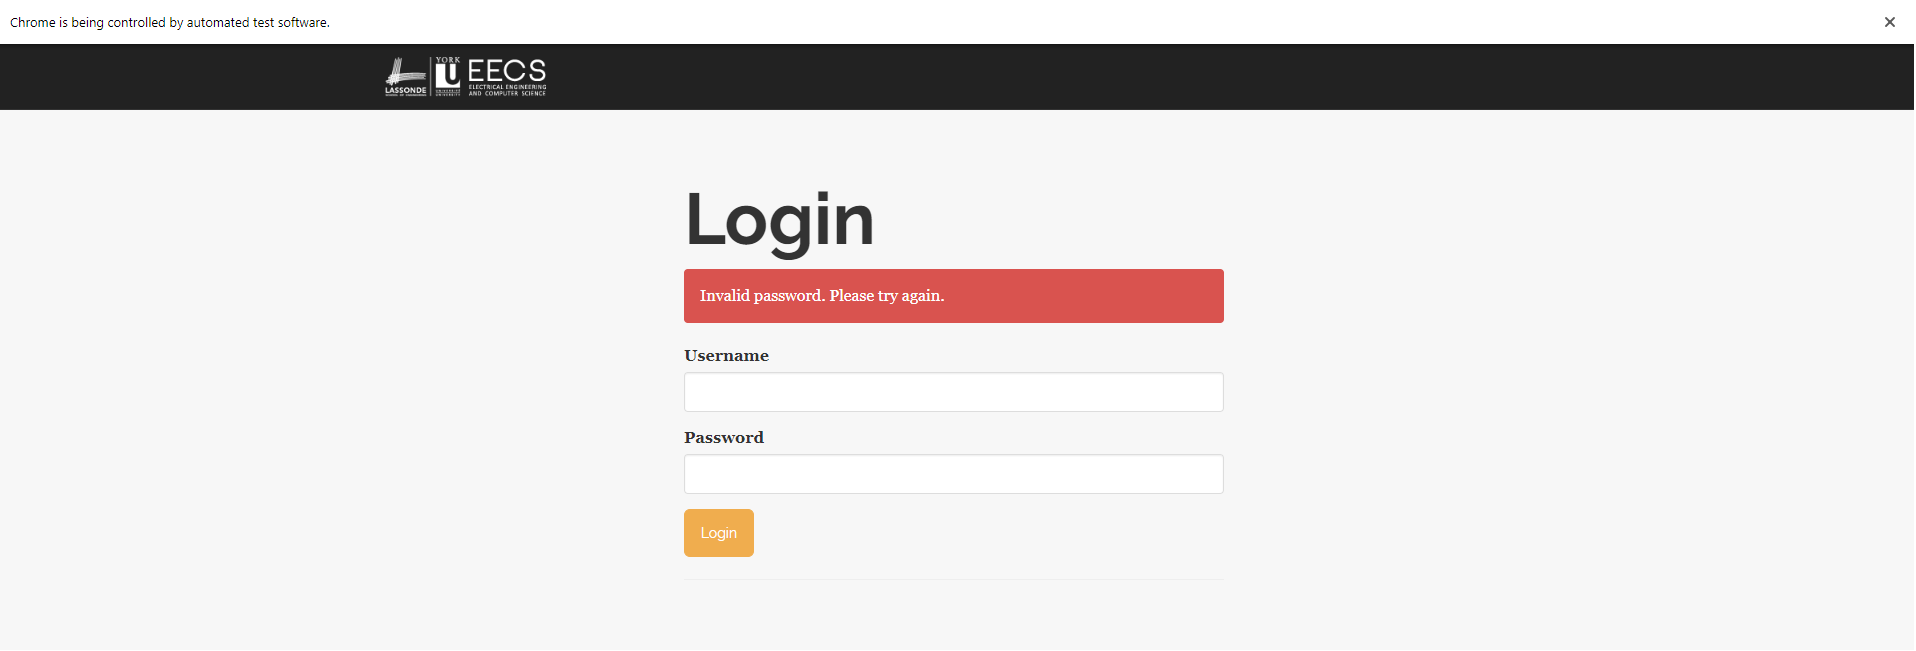 Chrome is being controlled by automated test software.
LASSONDE
YORK
U
EECS
ELECTRICAL ENGINEERING
AND COMPUTER SCIENCE
Login
Invalid password. Please try again.
Username
Password
Login